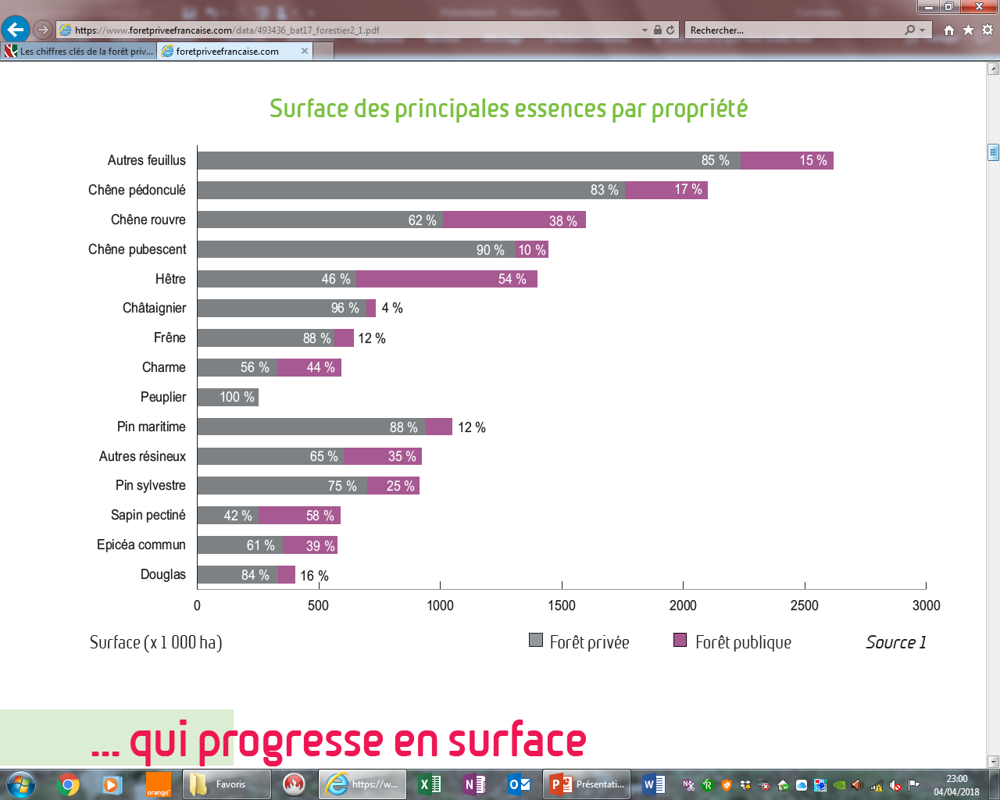 https://www.foretpriveefrancaise.com/data/493436_bat17_forestier2_1.pdf
Rechercher...
Les chiffres clés de la forêt priv...
foretpriveefrancaise.com
Surface des principales essences par propriété
Autres feuillus 85 % 15 %
Chêne pédonculé 83 % 17 %
Chêne rouvre 62 % 38 %
Chêne pubescent 90 % 10 %
Hêtre 46 % 54 %
Châtaignier 96 % 4 %
Frêne 88 % 12 %
Charme 56 % 44 %
Peuplier 100 %
Pin maritime 88 % 12 %
Autres résineux 65 % 35 %
Pin sylvestre 75 % 25 %
Sapin pectiné 42 % 58 %
Epicéa commun 61 % 39 %
Douglas 84 % 16 %
0 500 1000 1500 2000 2500 3000
Surface (x 1 000 ha) Forêt privée Forêt publique Source 1
... qui progresse en surface
orange Favoris https://w... Présentati... 23:00
04/04/2018